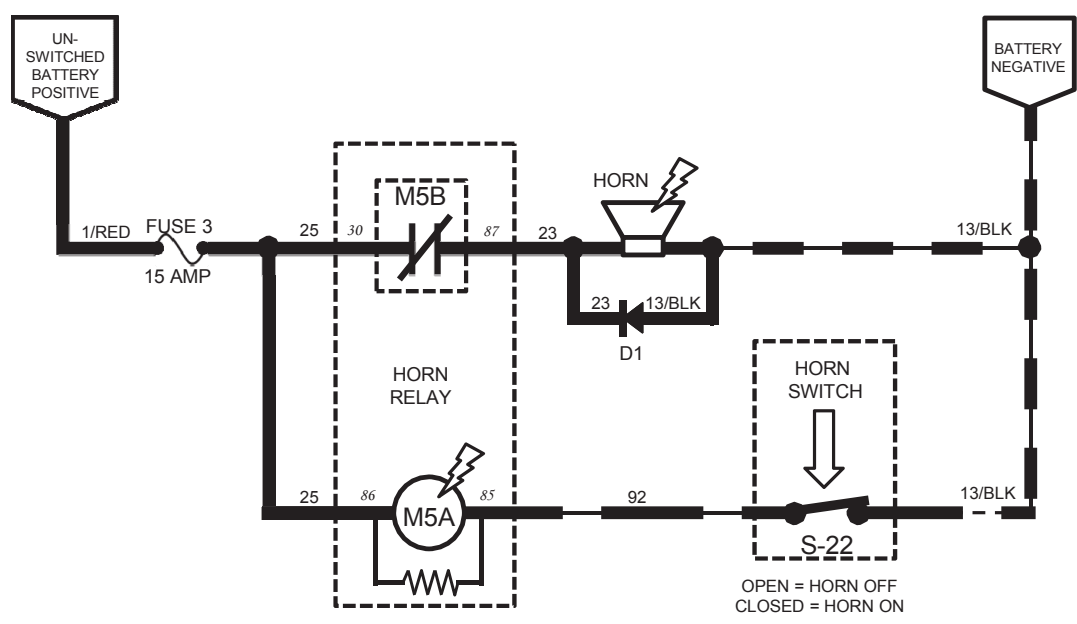 UN-
SWITCHED
BATTERY
POSITIVE
BATTERY
NEGATIVE
HORN
M5B
1/RED
FUSE 3
15 AMP
25
30
87
23
13/BLK
23
13/BLK
D1
HORN
RELAY
HORN
SWITCH
25
86
M5A
85
92
13/BLK
S-22
OPEN = HORN OFF
CLOSED = HORN ON